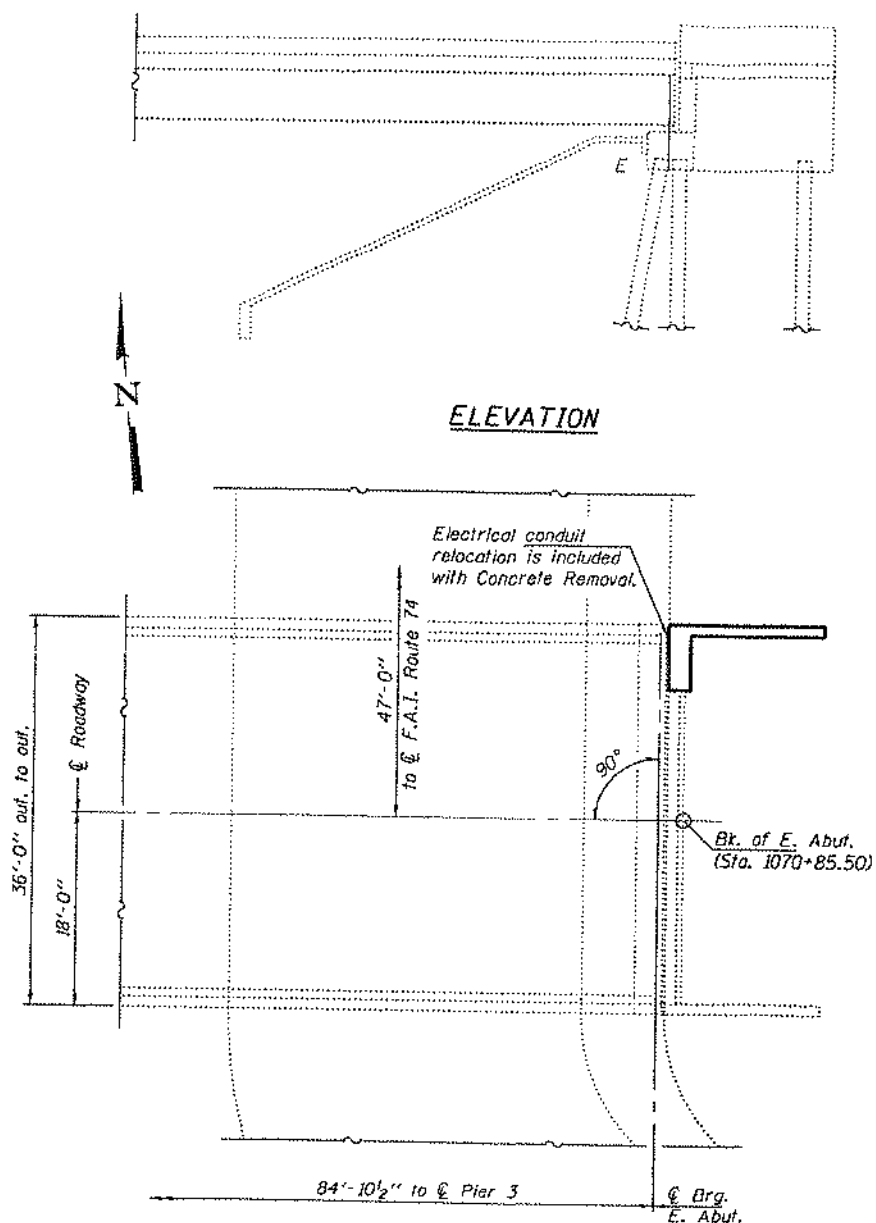 E
N
ELEVATION
Electrical conduit
relocation is included
with Concrete Removal.
47'-0"
to ℄ F.A.I. Route 74
36'-0" out. to out.
℄ Roadway
18'-0"
90°
Bk. of E. Abut.
(Sta. 1070+85.50)
84'-10½" to ℄ Pier 3
℄ Brg.
E. Abut.